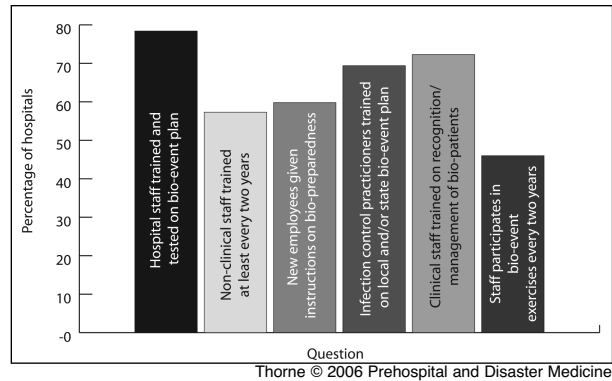 80
70
60
50
40
30
20
10
-0
Percentage of hospitals
Hospital staff trained and
tested on bio-event plan
Non-clinical staff trained
at least every two years
New employees given
instructions on bio-preparedness
Infection control practitioners trained
on local and/or state bio-event plan
Clinical staff trained on recognition/
management of bio-patients
Staff participates in
bio-event
exercises every two years
Question
Thorne © 2006 Prehospital and Disaster Medicine